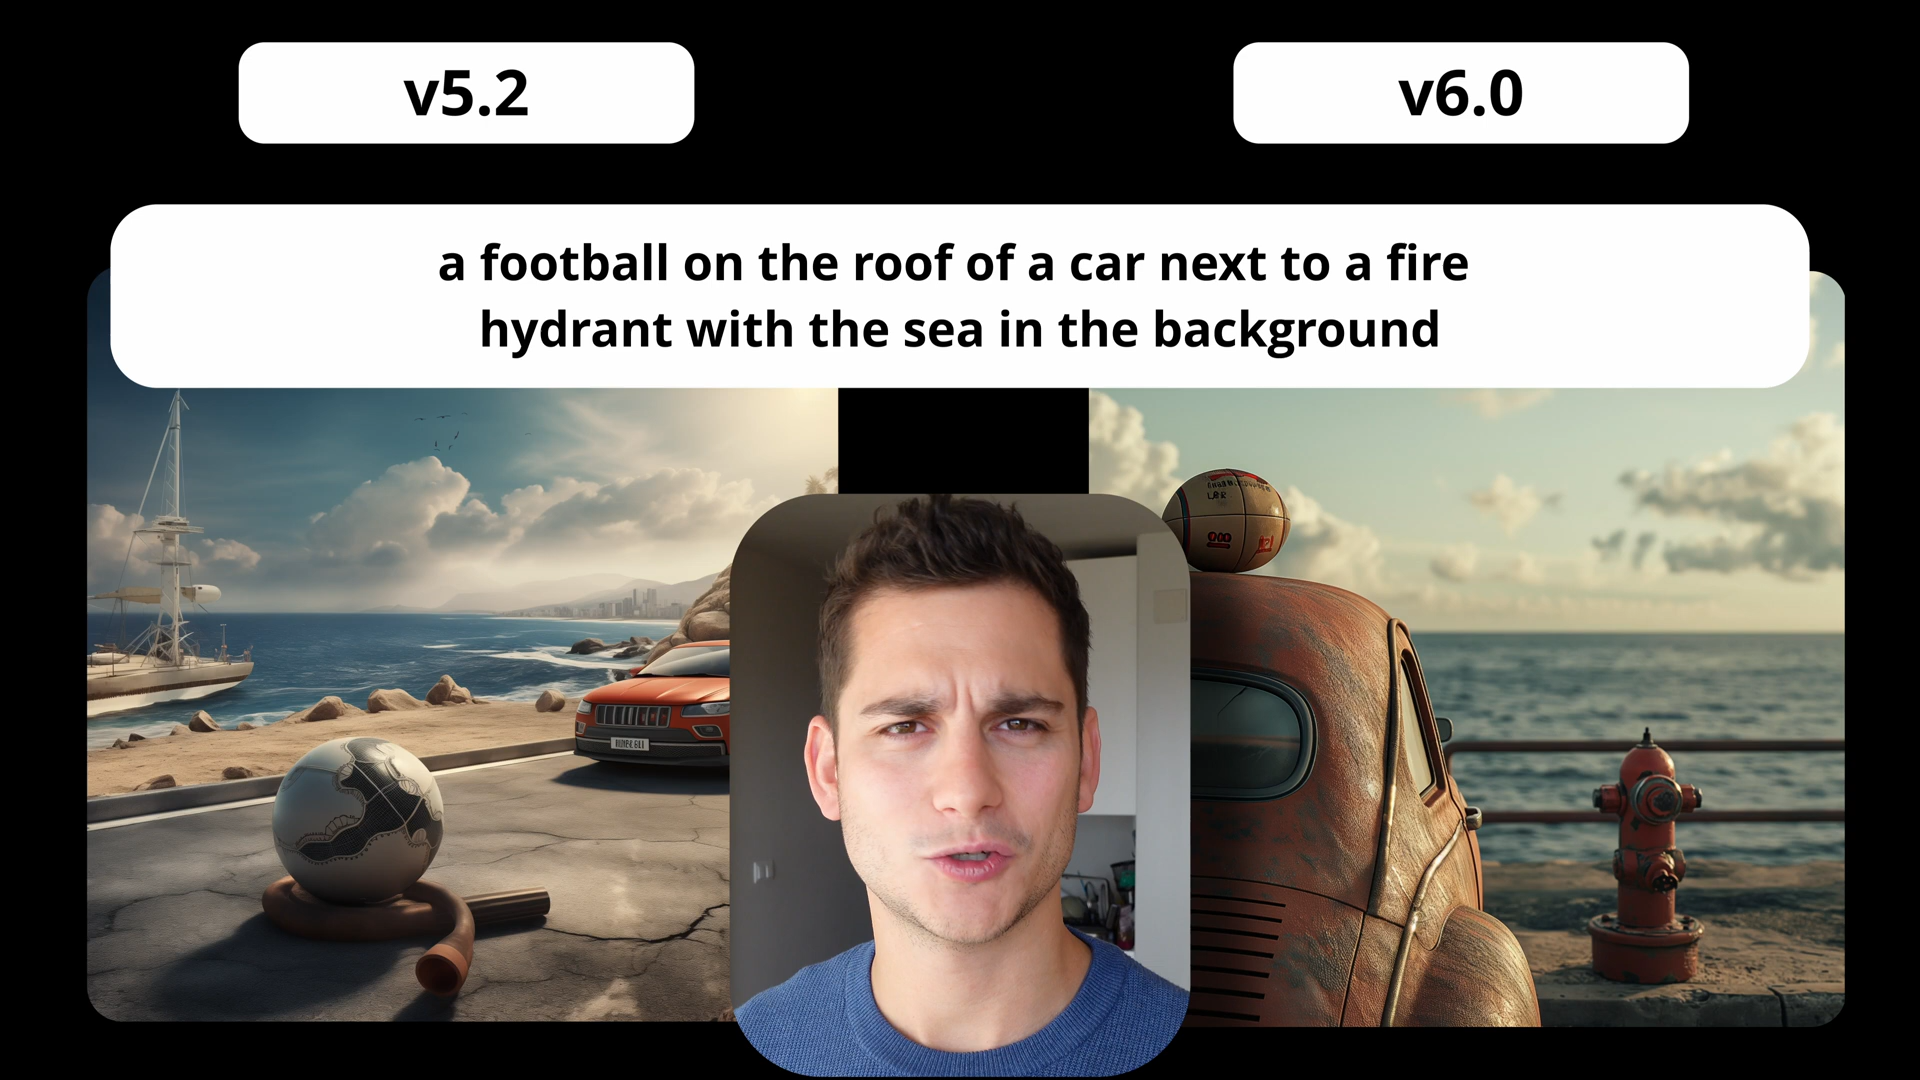 v5.2
v6.0
a football on the roof of a car next to a fire
hydrant with the sea in the background